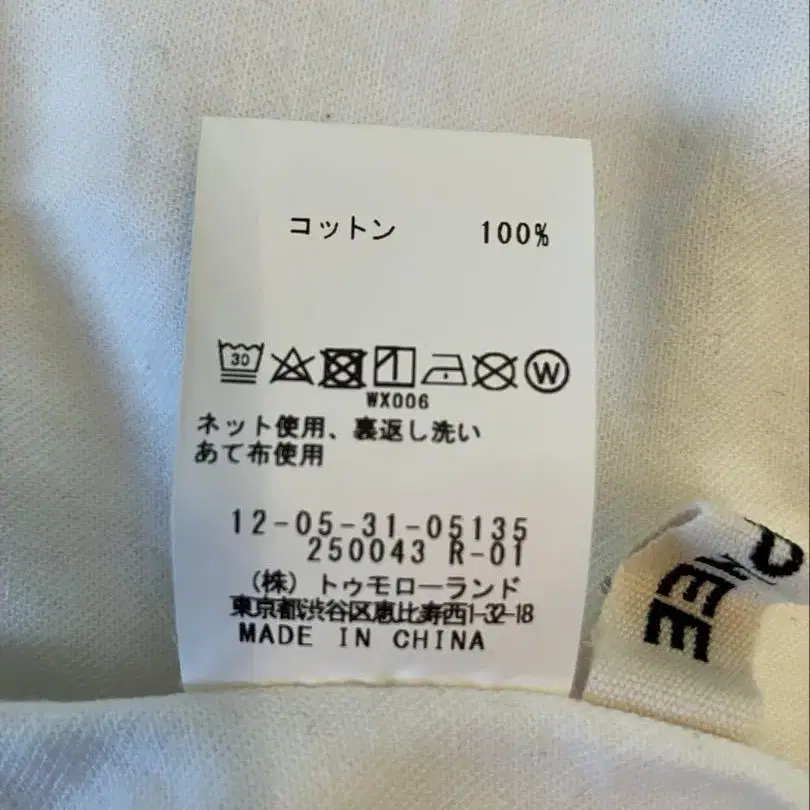 コットン 100%
30 W
WX006
ネット使用、裏返し洗い
あて布使用
12-05-31-05135
250043 R-01
(株) トゥモローランド
東京都渋谷区恵比寿西1-32-18
MADE IN CHINA